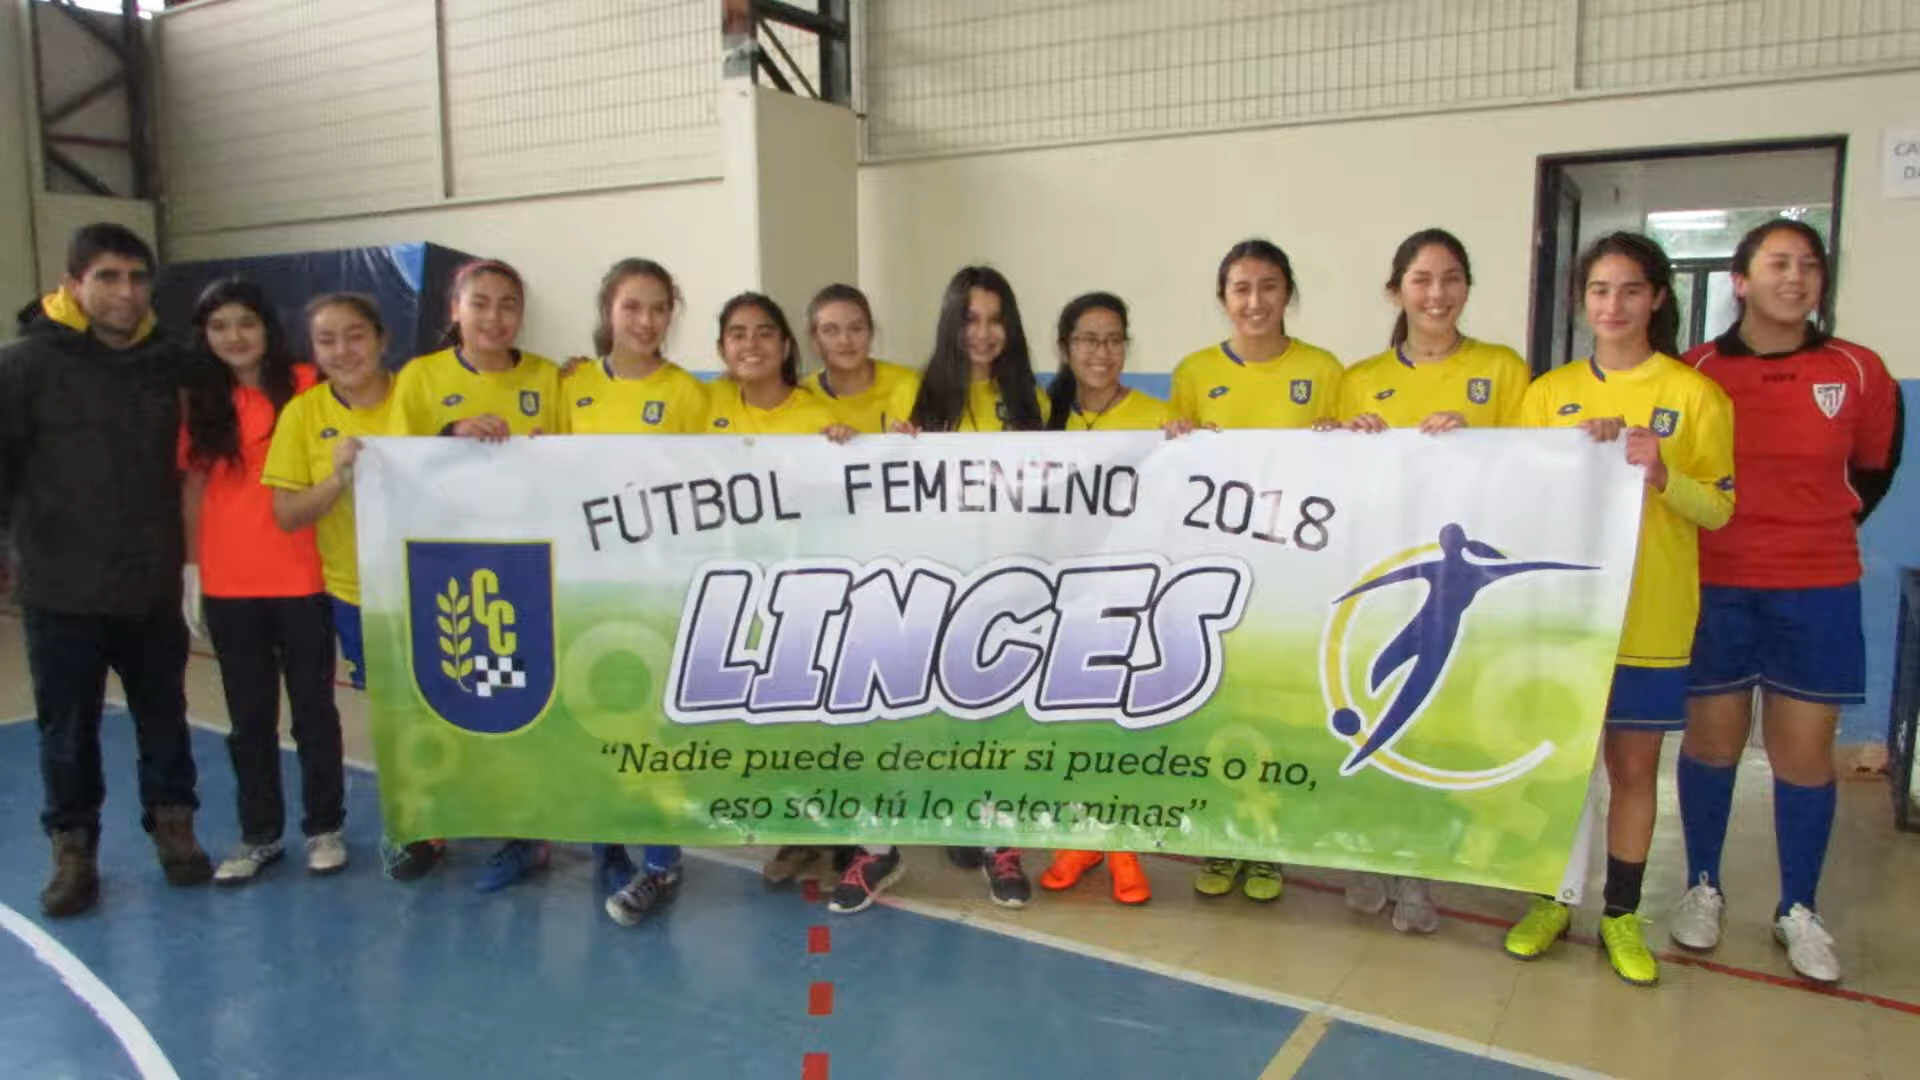 FÚTBOL FEMENINO 2018
LINCES
CC
“Nadie puede decidir si puedes o no,
eso sólo tú lo determinas”